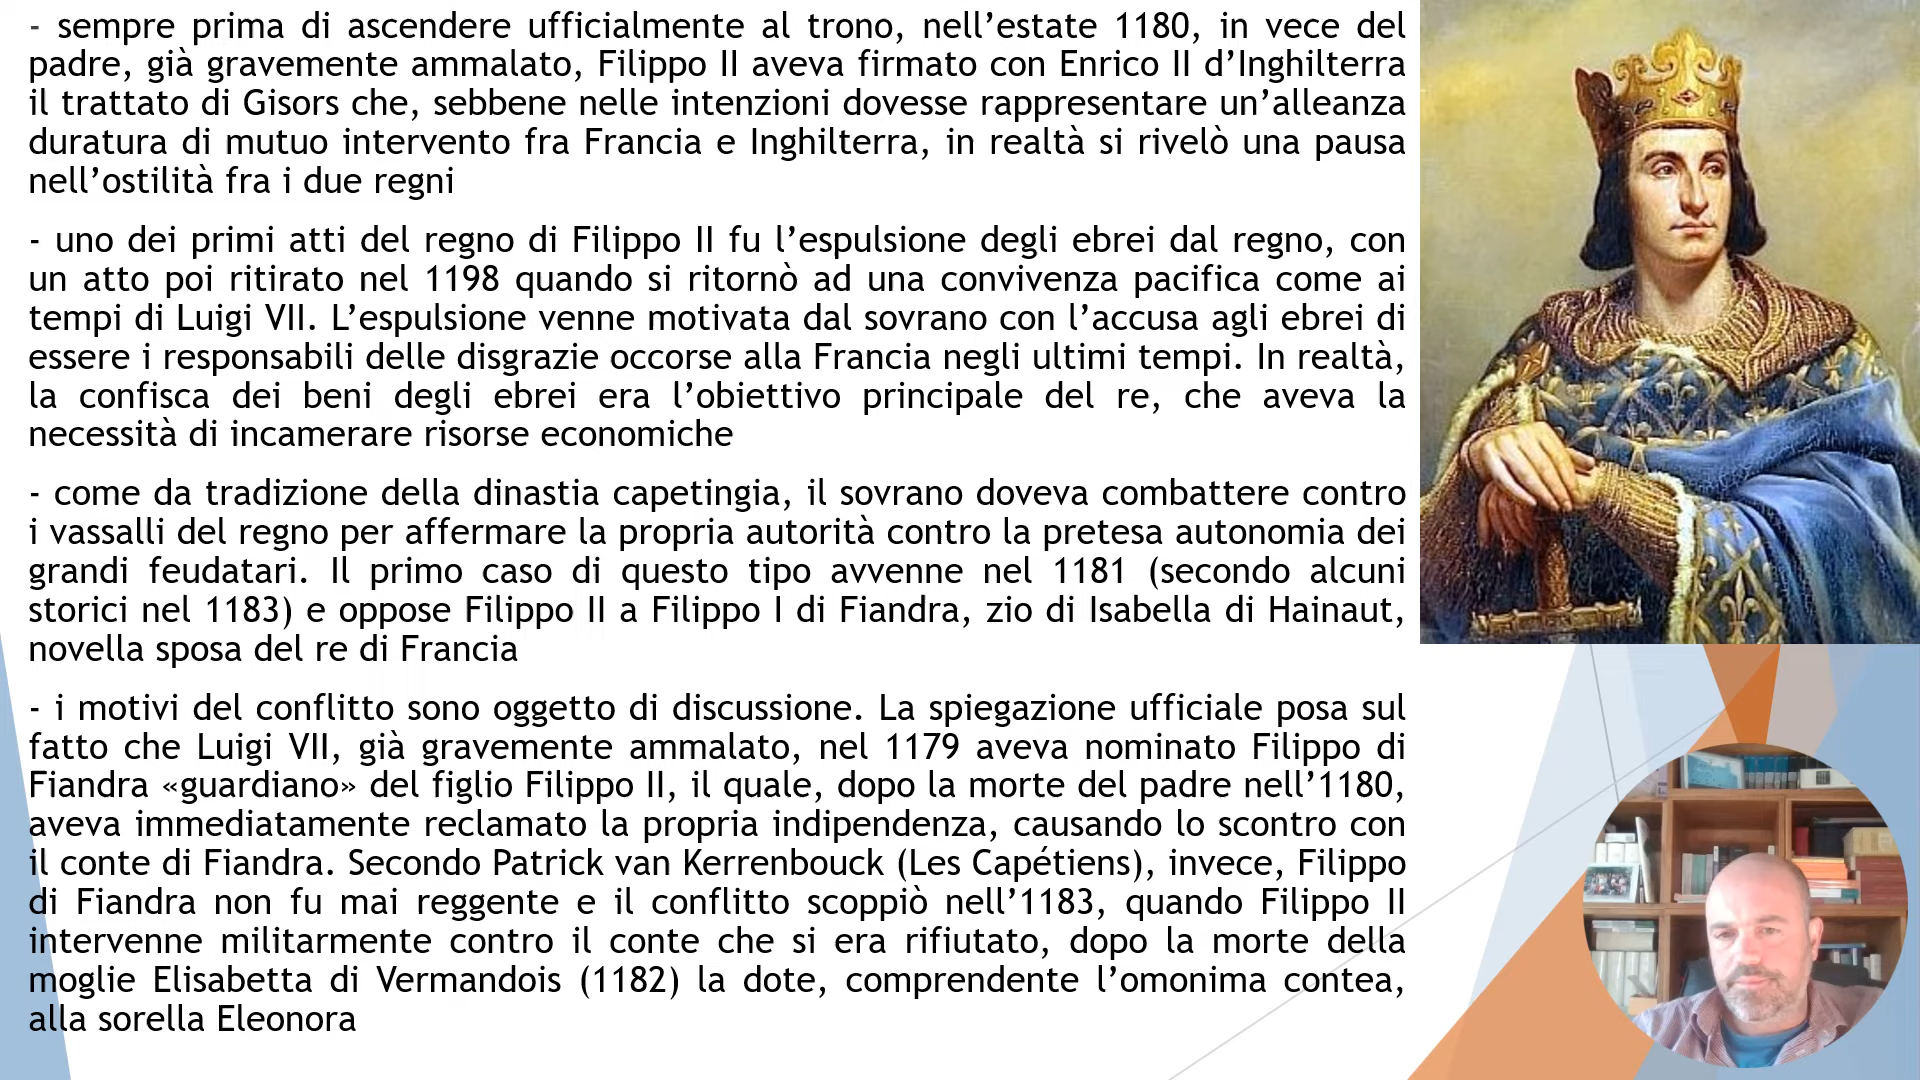 - sempre prima di ascendere ufficialmente al trono, nell’estate 1180, in vece del
padre, già gravemente ammalato, Filippo II aveva firmato con Enrico II d’Inghilterra
il trattato di Gisors che, sebbene nelle intenzioni dovesse rappresentare un’alleanza
duratura di mutuo intervento fra Francia e Inghilterra, in realtà si rivelò una pausa
nell’ostilità fra i due regni
- uno dei primi atti del regno di Filippo II fu l’espulsione degli ebrei dal regno, con
un atto poi ritirato nel 1198 quando si ritornò ad una convivenza pacifica come ai
tempi di Luigi VII. L’espulsione venne motivata dal sovrano con l’accusa agli ebrei di
essere i responsabili delle disgrazie occorse alla Francia negli ultimi tempi. In realtà,
la confisca dei beni degli ebrei era l’obiettivo principale del re, che aveva la
necessità di incamerare risorse economiche
- come da tradizione della dinastia capetingia, il sovrano doveva combattere contro
i vassalli del regno per affermare la propria autorità contro la pretesa autonomia dei
grandi feudatari. Il primo caso di questo tipo avvenne nel 1181 (secondo alcuni
storici nel 1183) e oppose Filippo II a Filippo I di Fiandra, zio di Isabella di Hainaut,
novella sposa del re di Francia
- i motivi del conflitto sono oggetto di discussione. La spiegazione ufficiale posa sul
fatto che Luigi VII, già gravemente ammalato, nel 1179 aveva nominato Filippo di
Fiandra «guardiano» del figlio Filippo II, il quale, dopo la morte del padre nell’1180,
aveva immediatamente reclamato la propria indipendenza, causando lo scontro con
il conte di Fiandra. Secondo Patrick van Kerrenbouck (Les Capétiens), invece, Filippo
di Fiandra non fu mai reggente e il conflitto scoppiò nell’1183, quando Filippo II
intervenne militarmente contro il conte che si era rifiutato, dopo la morte della
moglie Elisabetta di Vermandois (1182) la dote, comprendente l’omonima contea,
alla sorella Eleonora